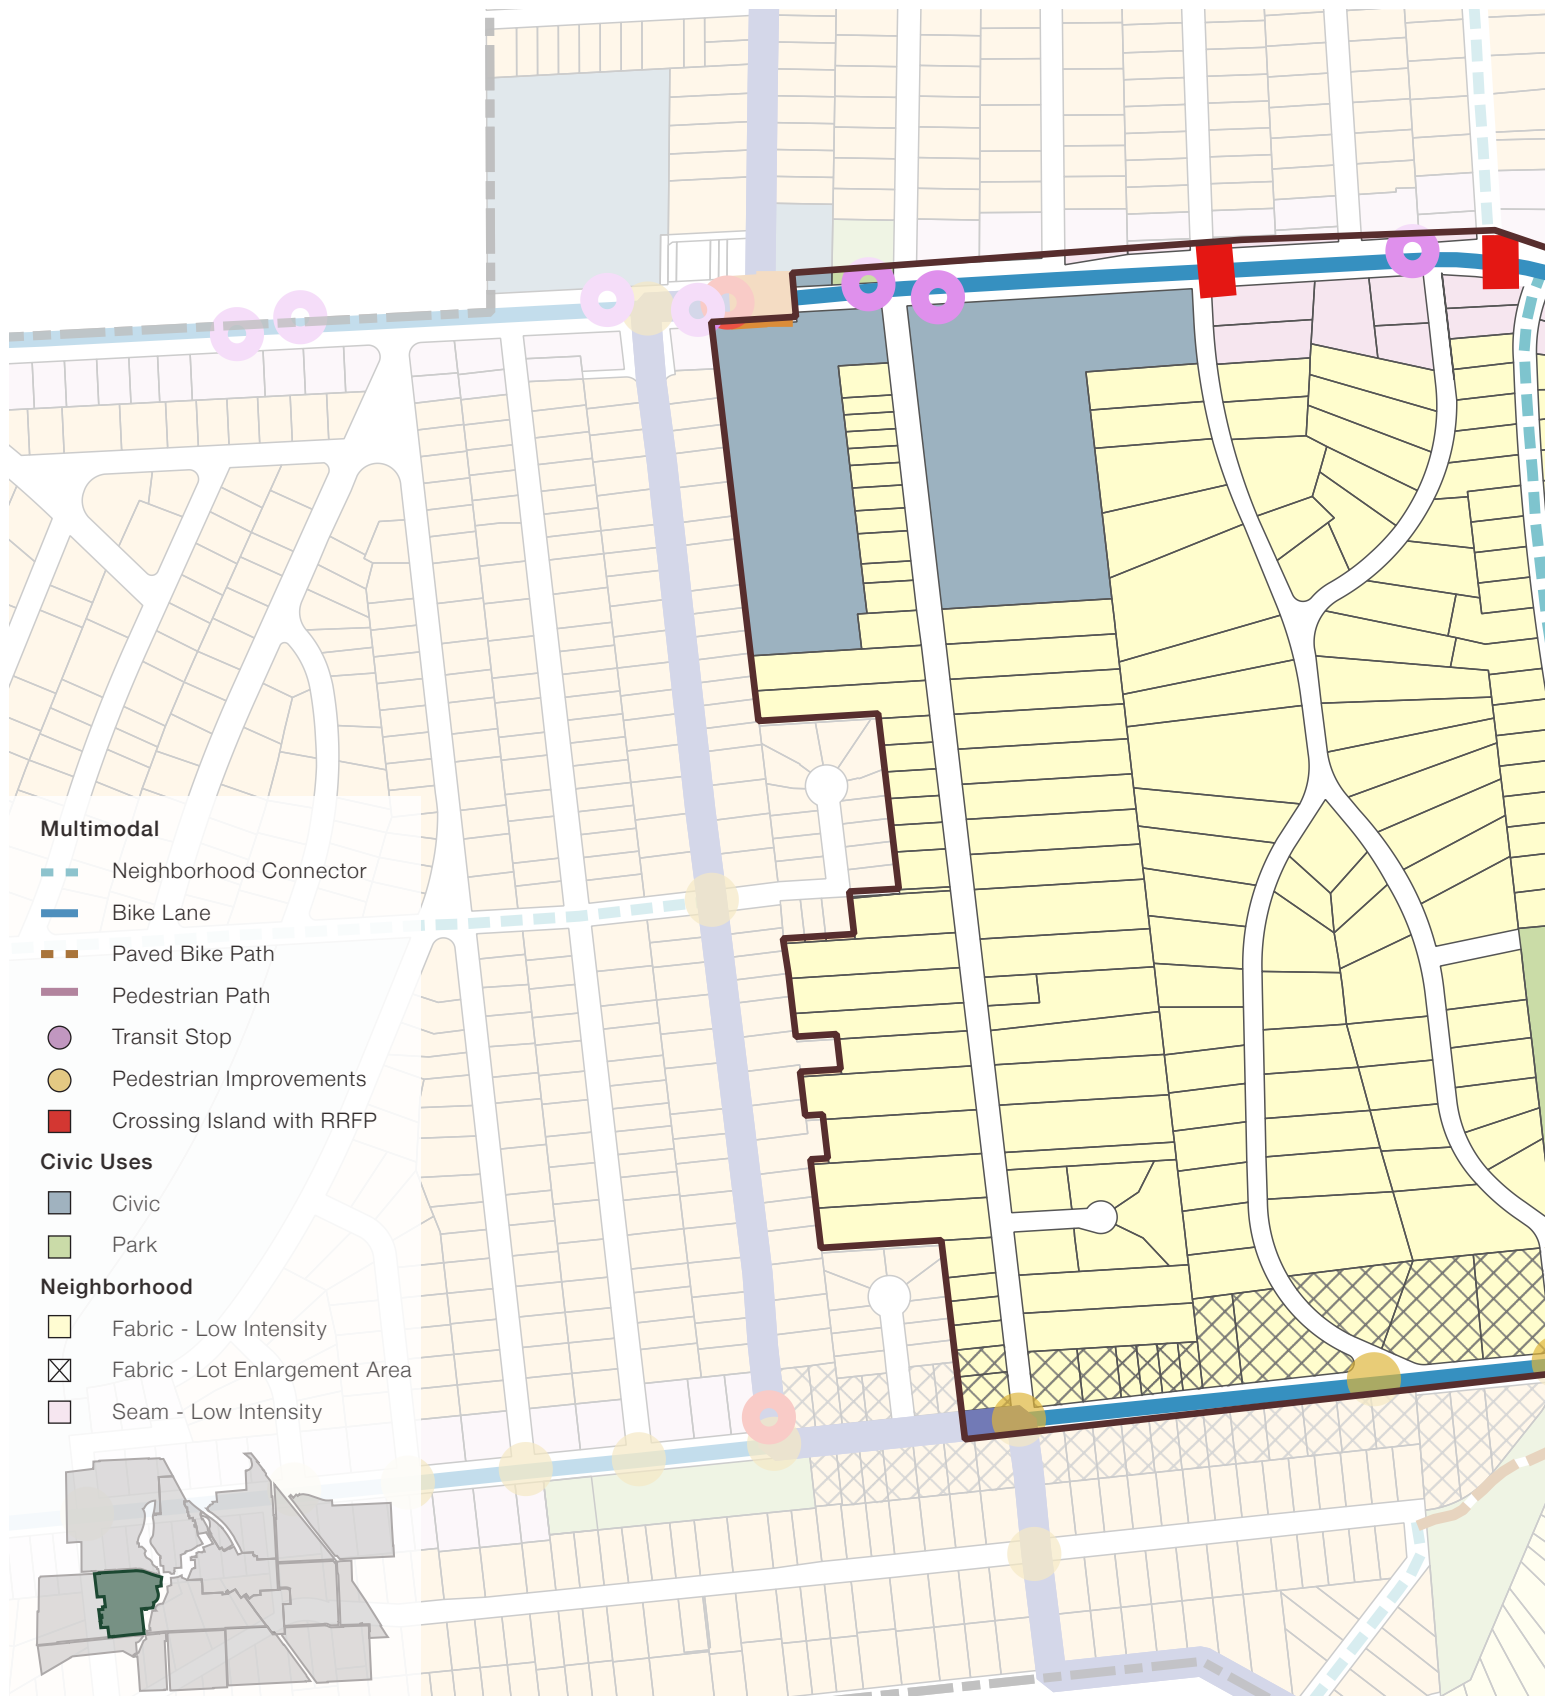 Multimodal
Neighborhood Connector
Bike Lane
Paved Bike Path
Pedestrian Path
Transit Stop
Pedestrian Improvements
Crossing Island with RRFP
Civic Uses
Civic
Park
Neighborhood
Fabric - Low Intensity
Fabric - Lot Enlargement Area
Seam - Low Intensity